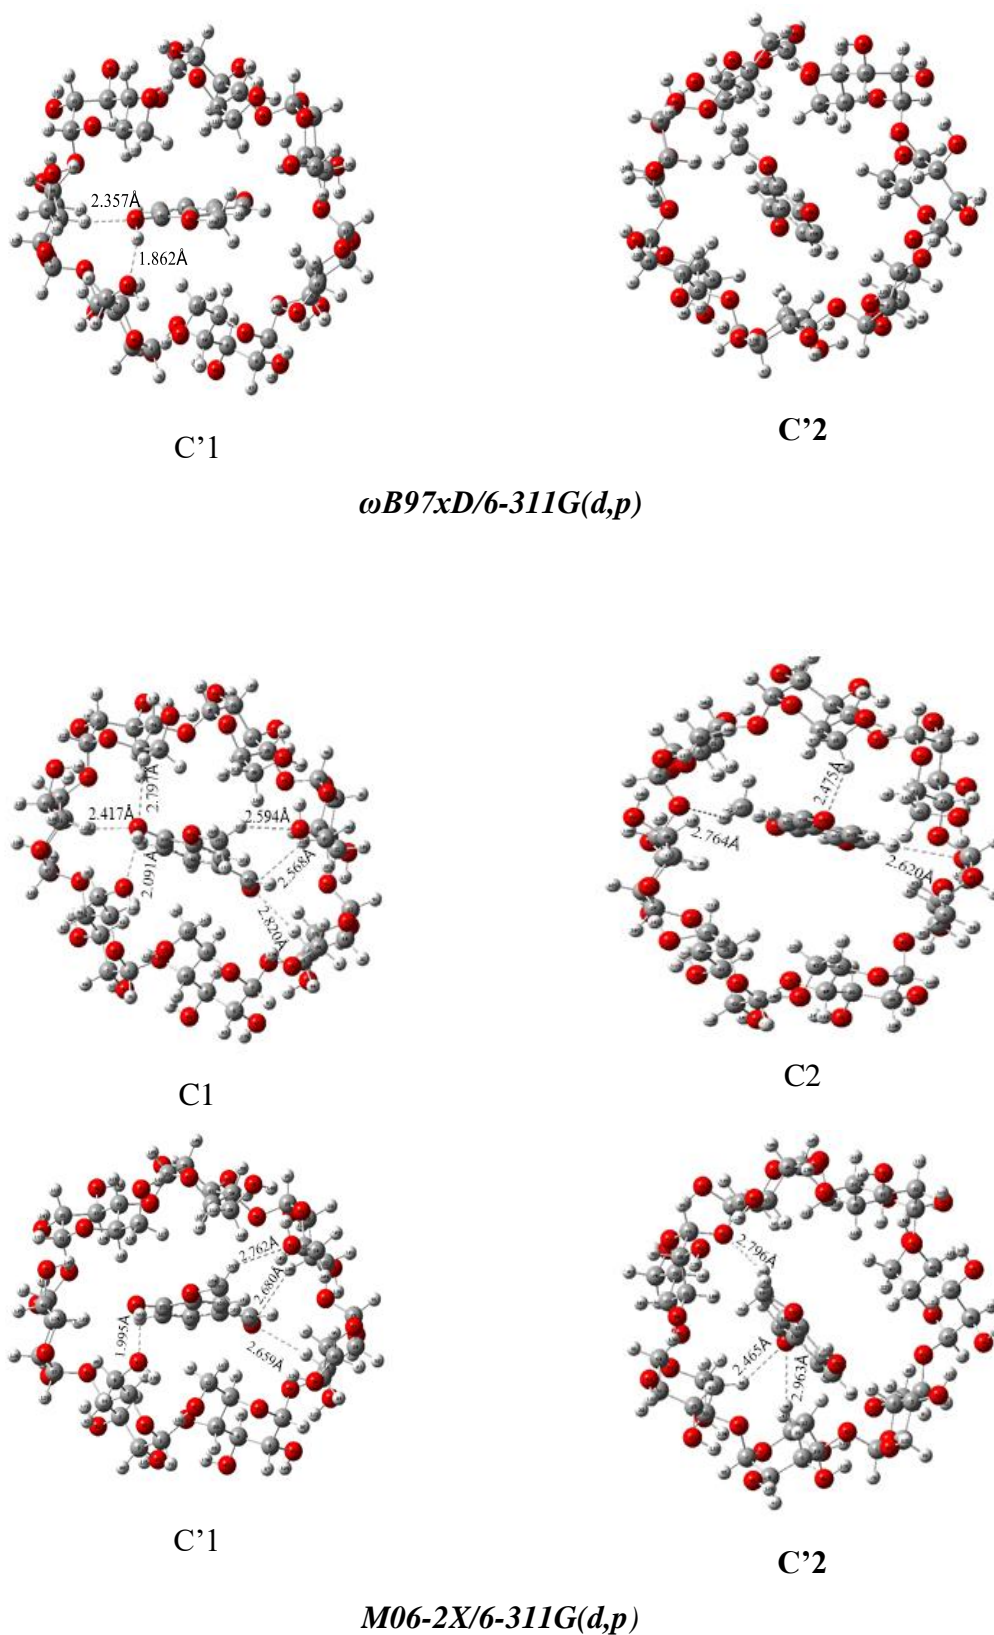 2.357Å
1.862Å
C’1
C’2
ωB97xD/6-311G(d,p)
2.797Å
2.417Å
2.091Å
2.594Å
2.568Å
2.820Å
C1
2.475Å
2.764Å
2.620Å
C2
2.762Å
2.680Å
1.995Å
2.659Å
C’1
2.796Å
2.465Å
2.963Å
C’2
M06-2X/6-311G(d,p)